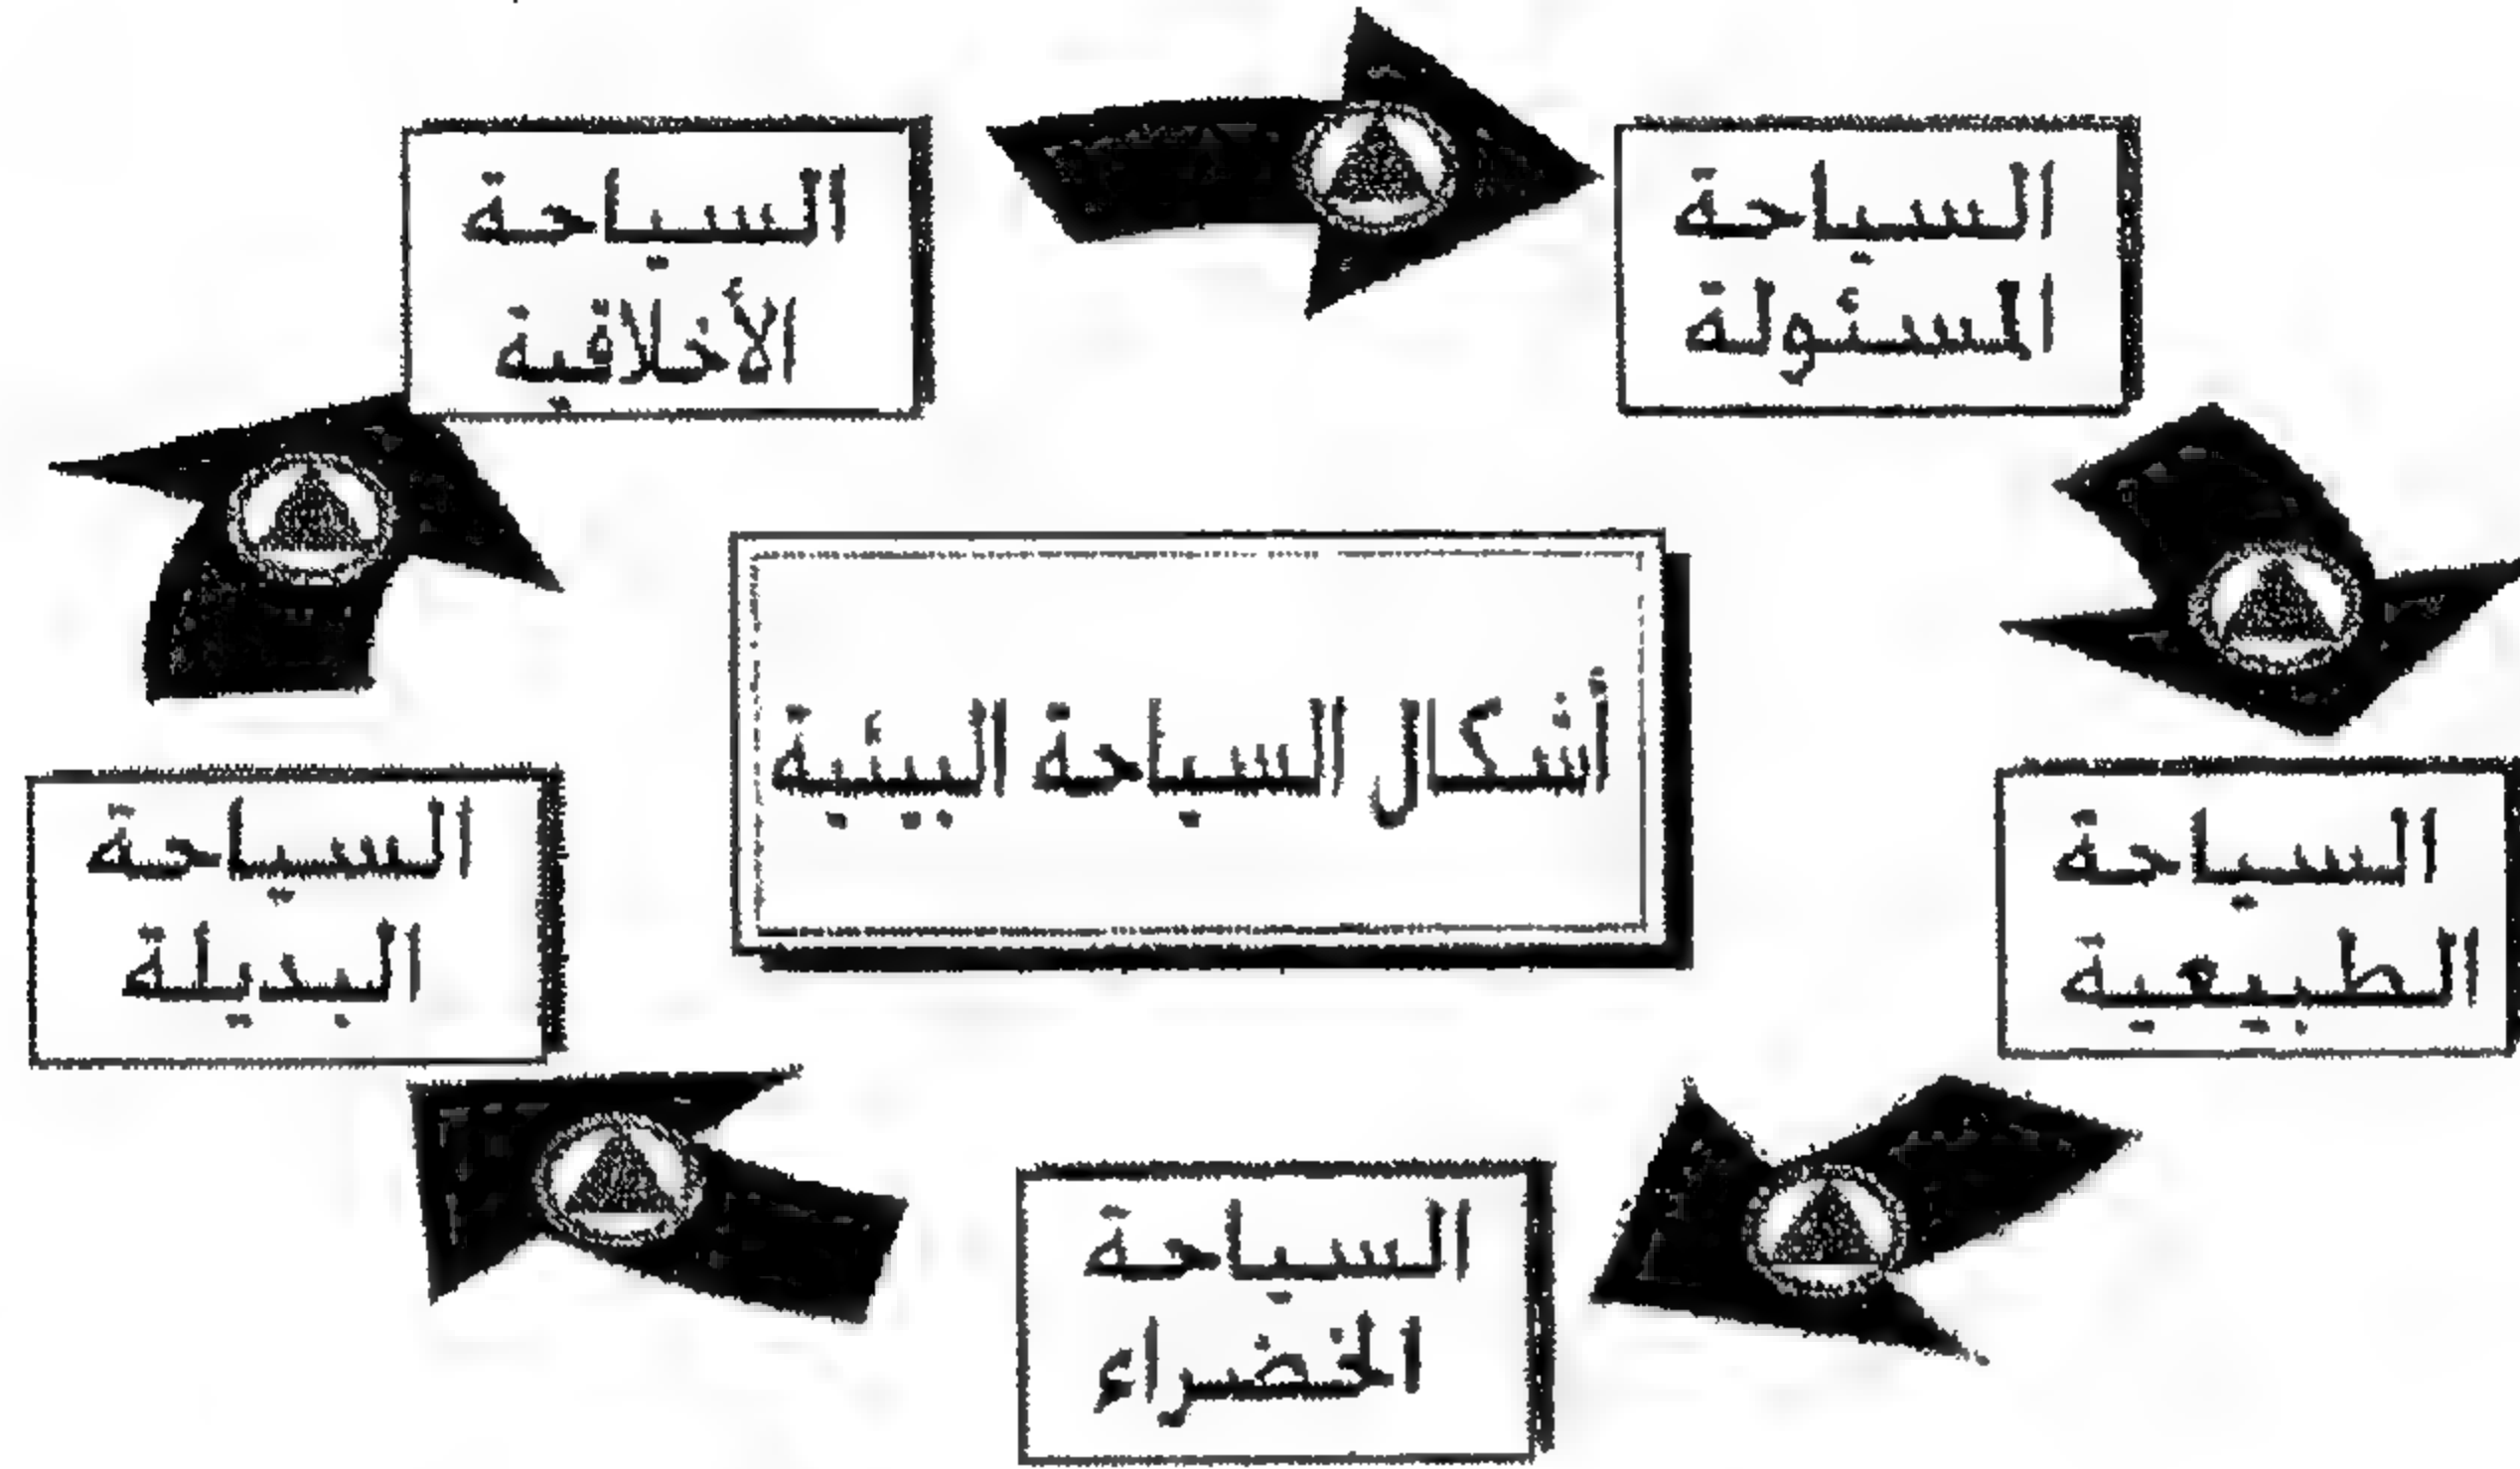 السياحة
المسئولة
السياحة
الأخلاقية
أشكال السياحة البيئية
السياحة
الطبيعية
السياحة
البديلة
السياحة
الخضراء